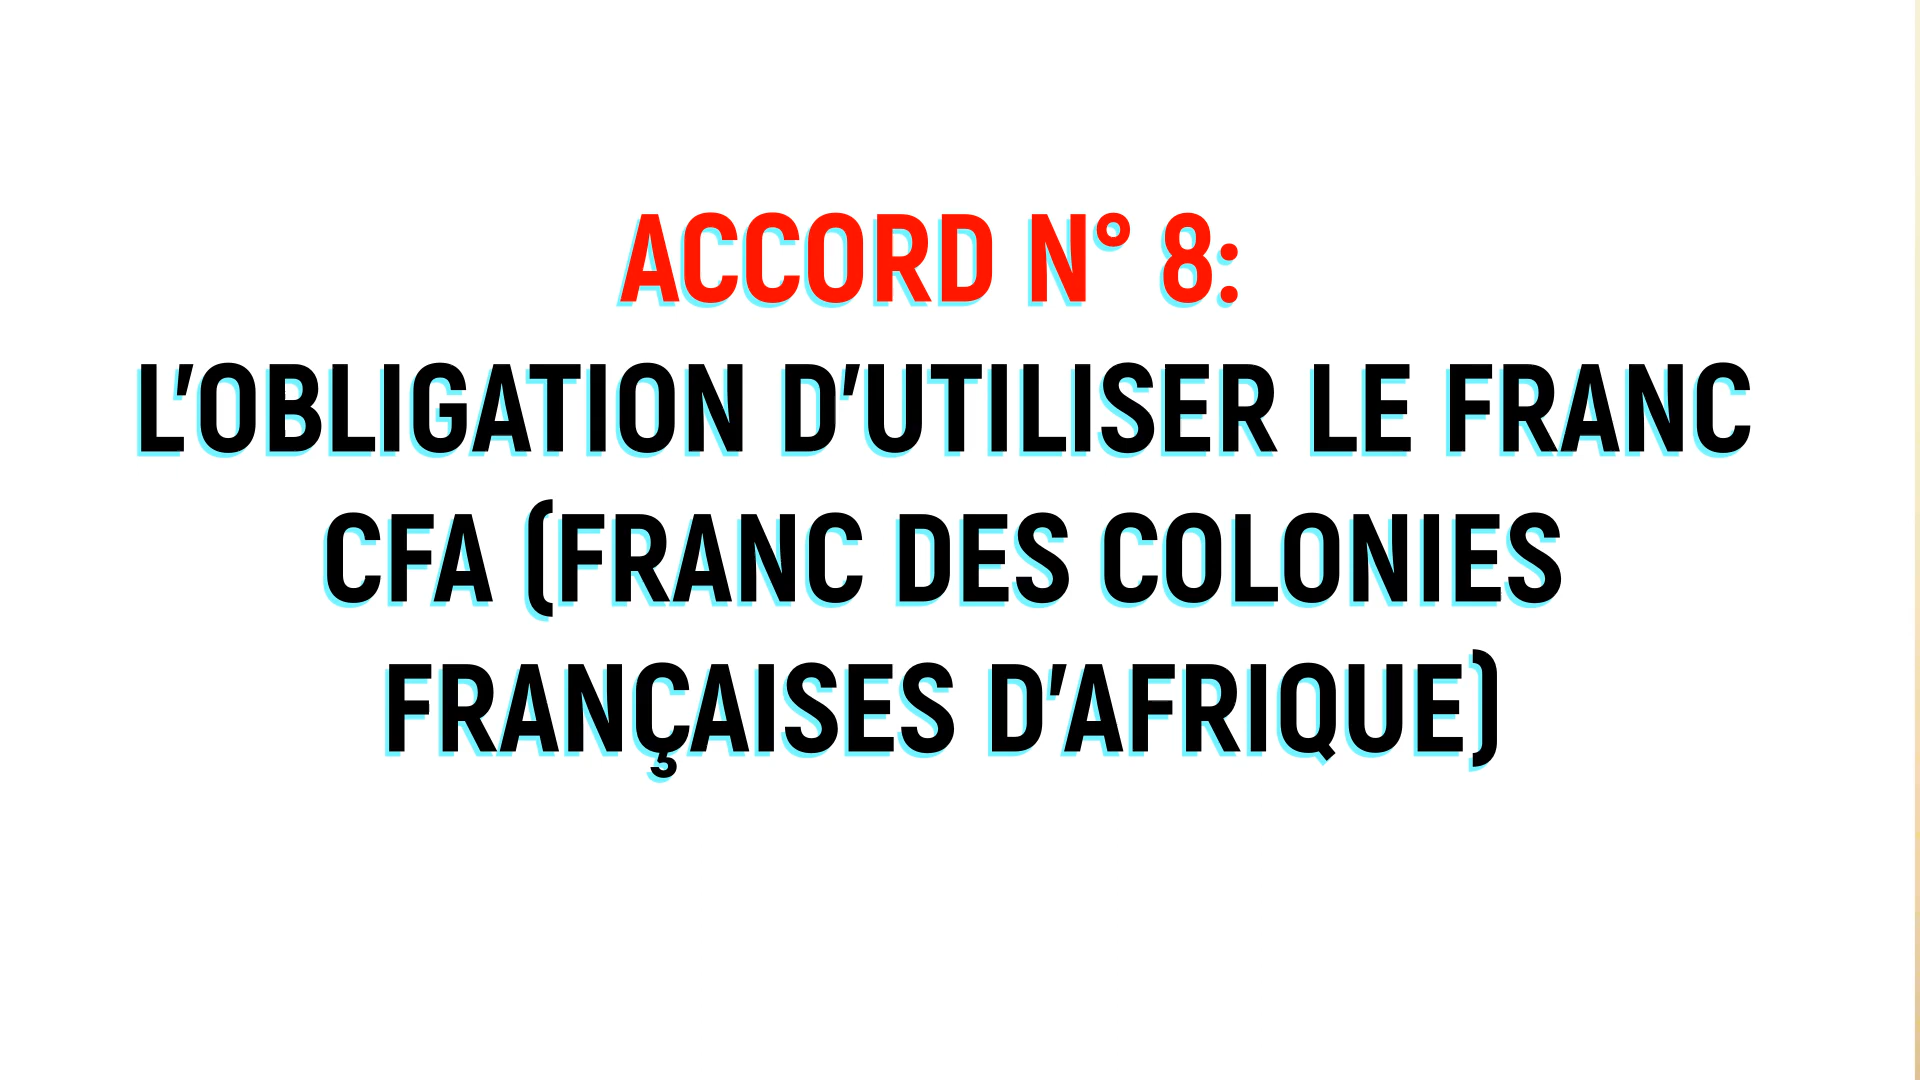 ACCORD N° 8:
L'OBLIGATION D'UTILISER LE FRANC
CFA (FRANC DES COLONIES
FRANÇAISES D'AFRIQUE)